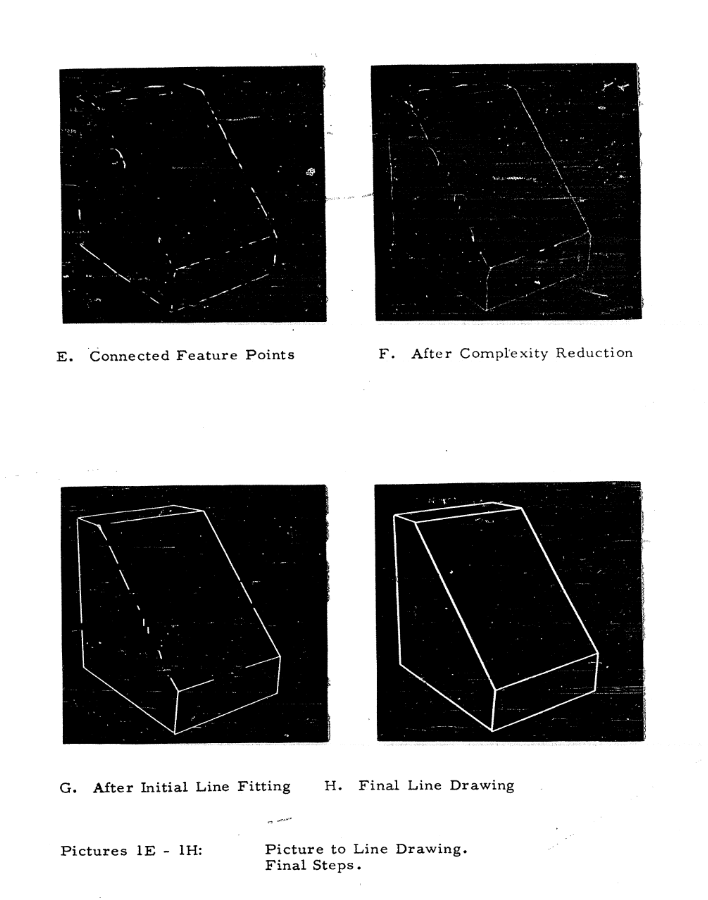 E. Connected Feature Points
F. After Complexity Reduction
G. After Initial Line Fitting
H. Final Line Drawing
Pictures 1E - 1H: Picture to Line Drawing.
Final Steps.